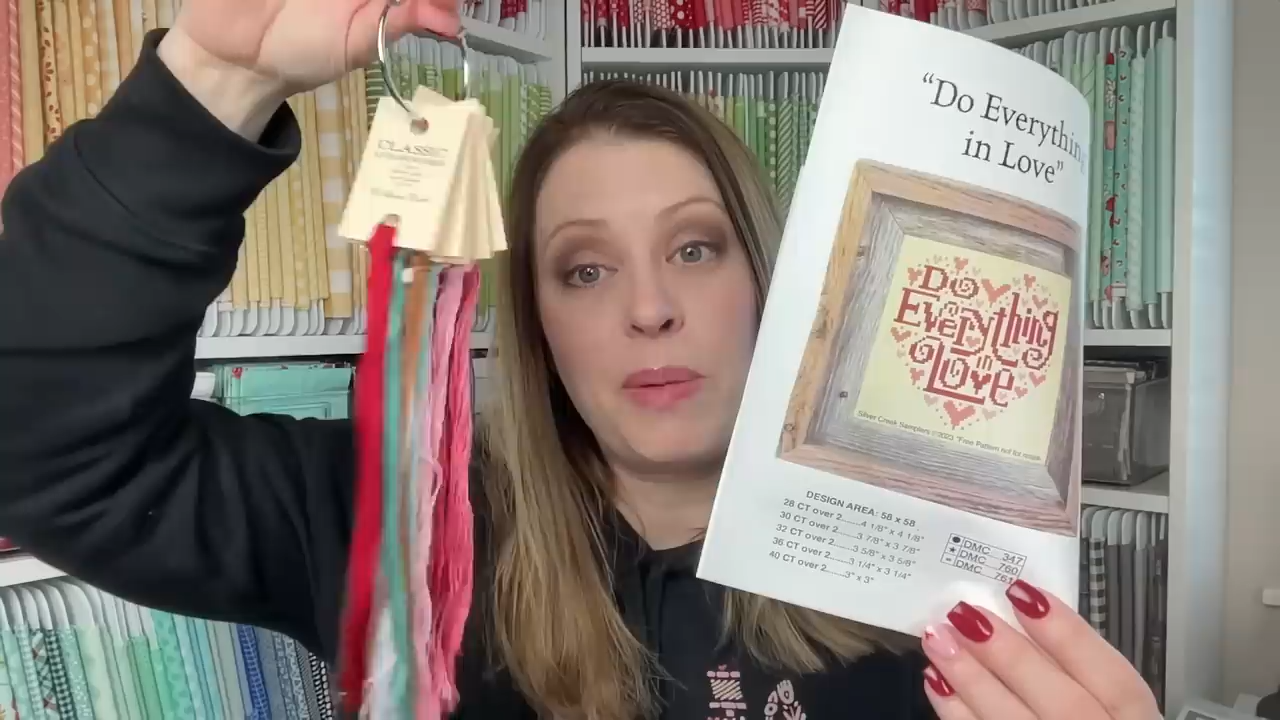 CLASSIC
"Do Everything
in Love"
Do
Everything
in
Love
Silver Creek Samplers ©2023 *Free Pattern not for resale
DESIGN AREA: 58 x 58
28 CT over 2......4 1/8" x 4 1/8"
30 CT over 2......3 7/8" x 3 7/8"
32 CT over 2......3 5/8" x 3 5/8"
36 CT over 2......3 1/4" x 3 1/4"
40 CT over 2......3" x 3"
DMC 347
DMC 760
DMC 761